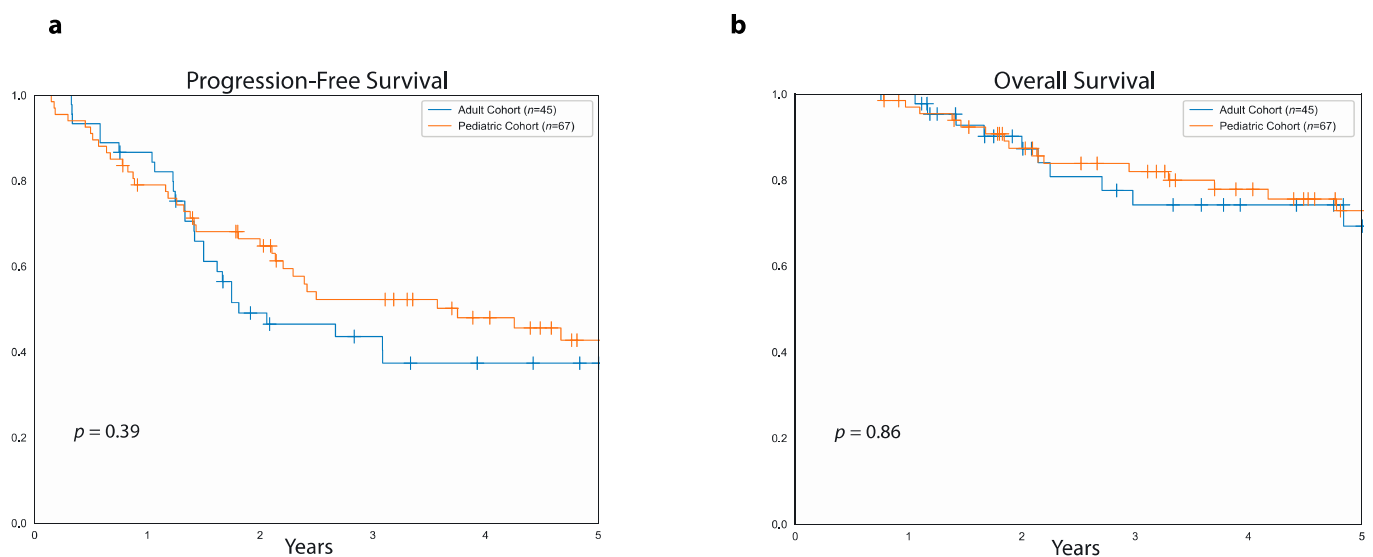 a
Progression-Free Survival
1.0
0.8
0.6
0.4
0.2
0.0
Adult Cohort (n=45)
Pediatric Cohort (n=67)
p = 0.39
0 1 2 3 4 5
Years
b
Overall Survival
1.0
0.8
0.6
0.4
0.2
0.0
Adult Cohort (n=45)
Pediatric Cohort (n=67)
p = 0.86
0 1 2 3 4 5
Years